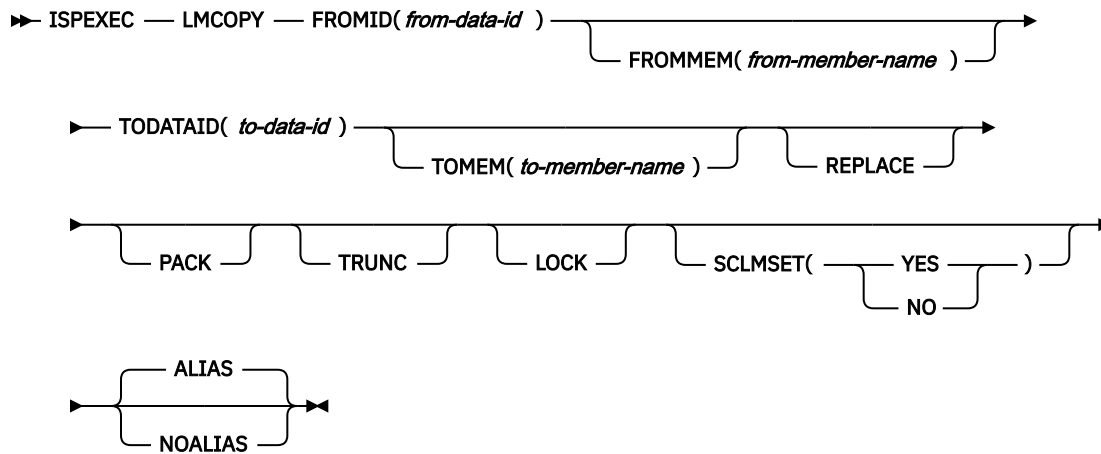 ISPEXEC LMCOPY FROMID( from-data-id )
FROMMEM( from-member-name )
TODATAID( to-data-id )
TOMEM( to-member-name ) REPLACE
PACK TRUNC LOCK SCLMSET( YES )
NO
ALIAS
NOALIAS